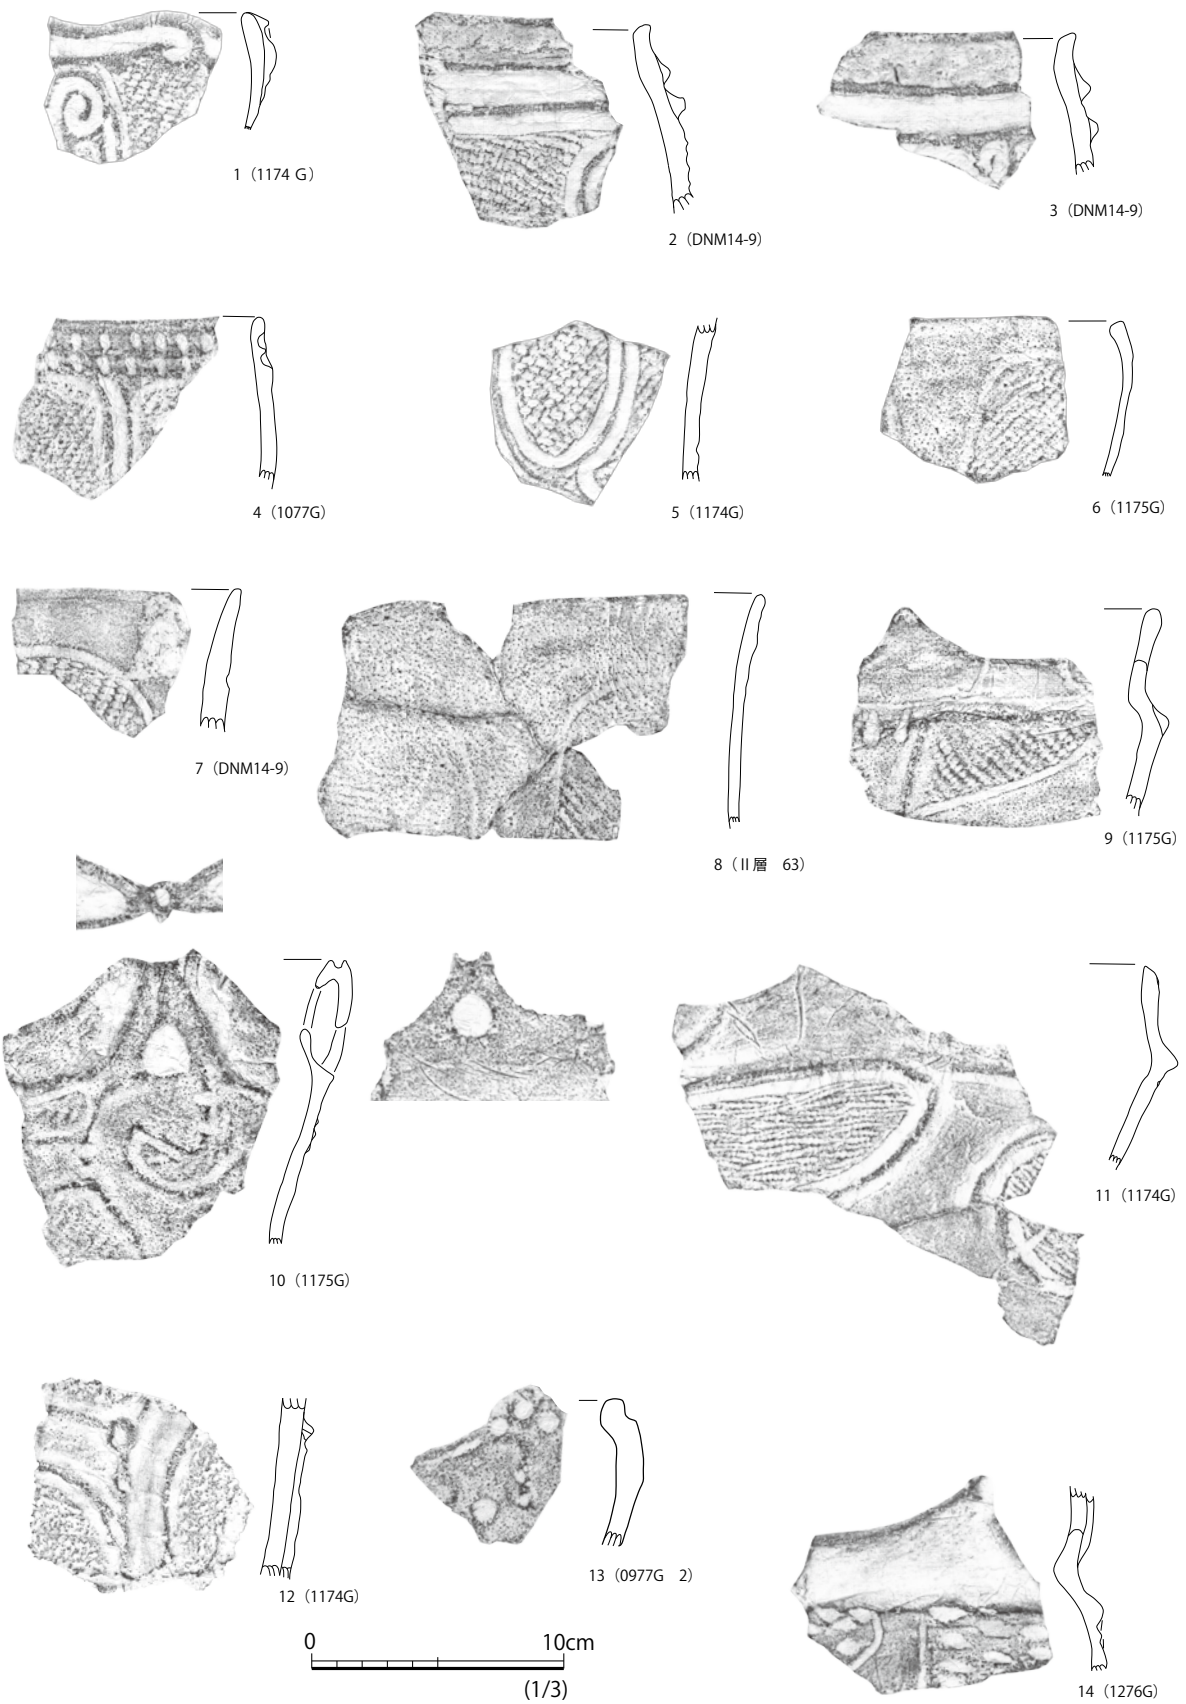 1（1174 G）
2（DNM14-9）
3（DNM14-9）
4（1077G）
5（1174G）
6（1175G）
7（DNM14-9）
8（Ⅱ層　63）
9（1175G）
10（1175G）
11（1174G）
12（1174G）
13（0977G　2）
14（1276G）
0 10cm
(1/3)